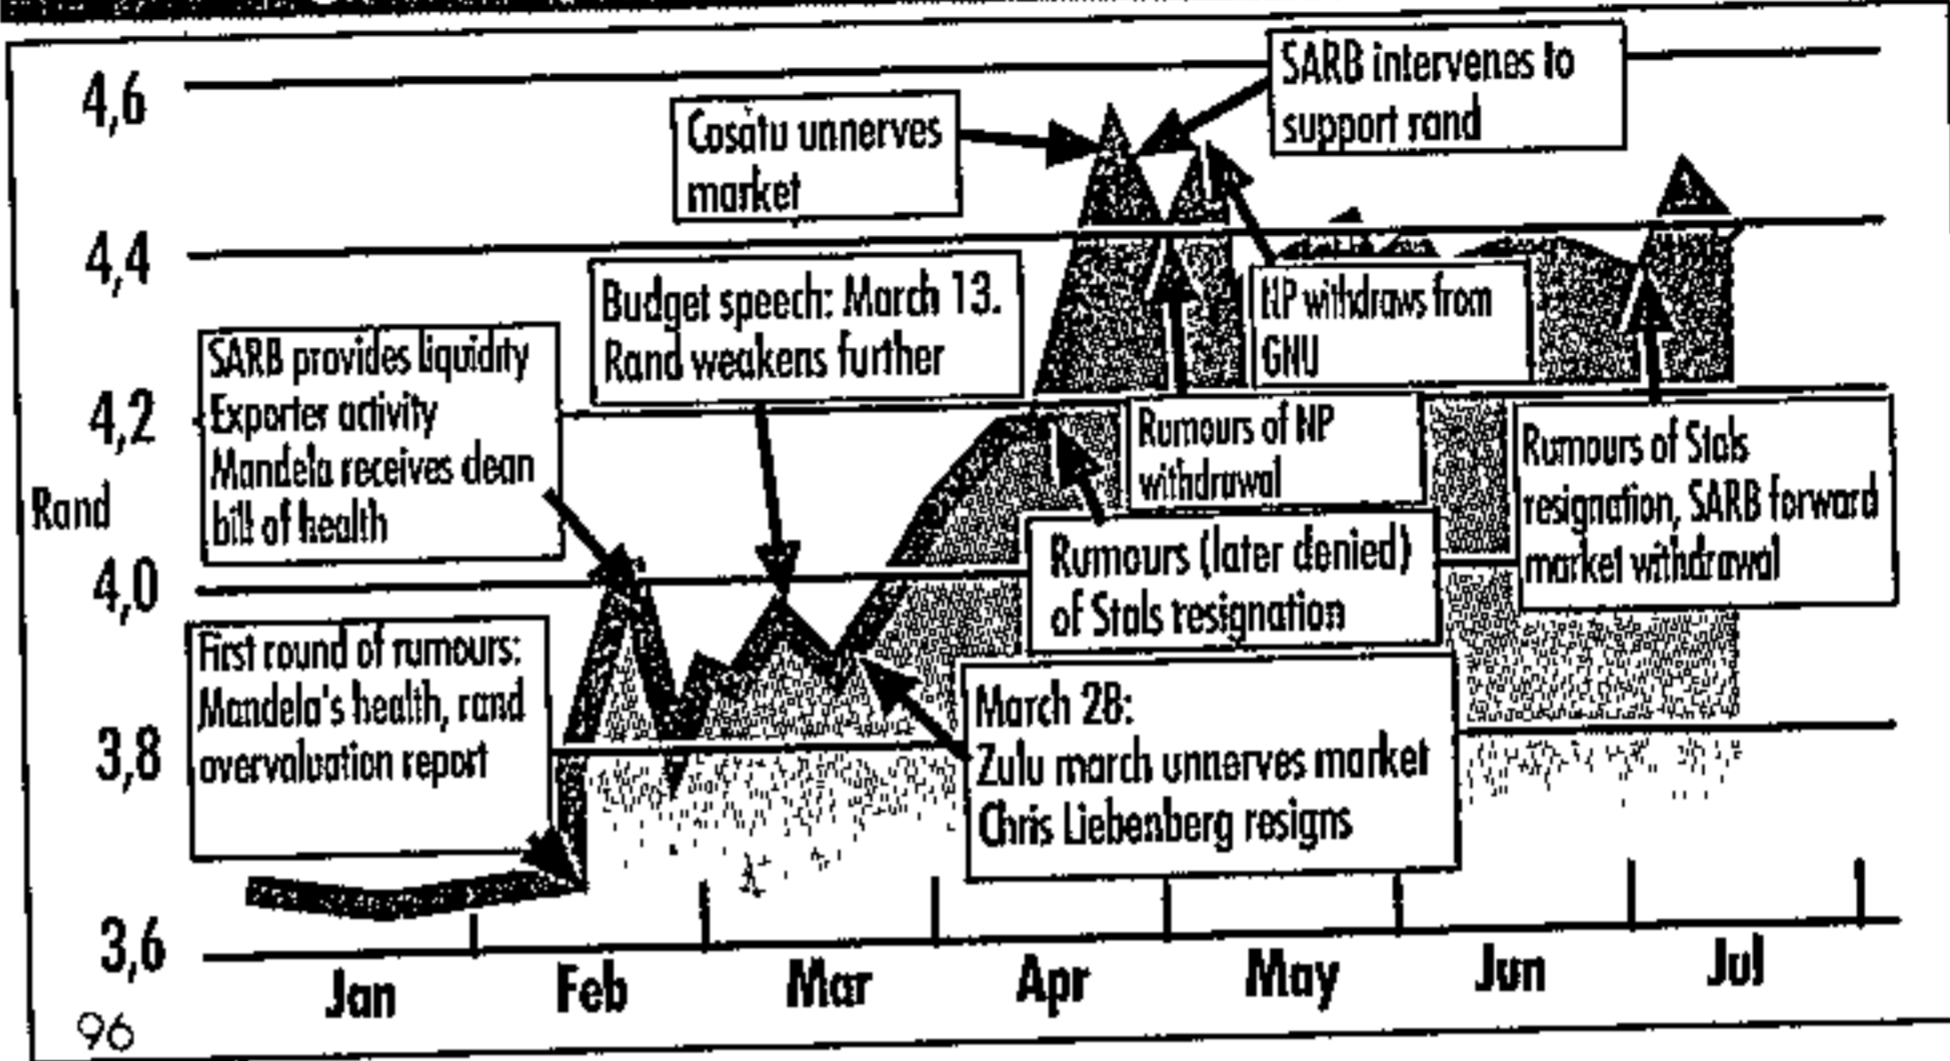 4,6
4,4
4,2
Rand
4,0
3,8
3,6
96
Jan
Feb
Mar
Apr
May
Jun
Jul
SARB intervenes to
support rand
Cosatu unnerves
market
Budget speech: March 13.
Rand weakens further
NP withdraws from
GNU
SARB provides liquidity
Exporter activity
Mandela receives clean
bill of health
Rumours of NP
withdrawal
Rumours of Stals
resignation, SARB forward
market withdrawal
Rumours (later denied)
of Stals resignation
First round of rumours:
Mandela's health, rand
overvaluation report
March 28:
Zulu march unnerves market
Chris Liebenberg resigns